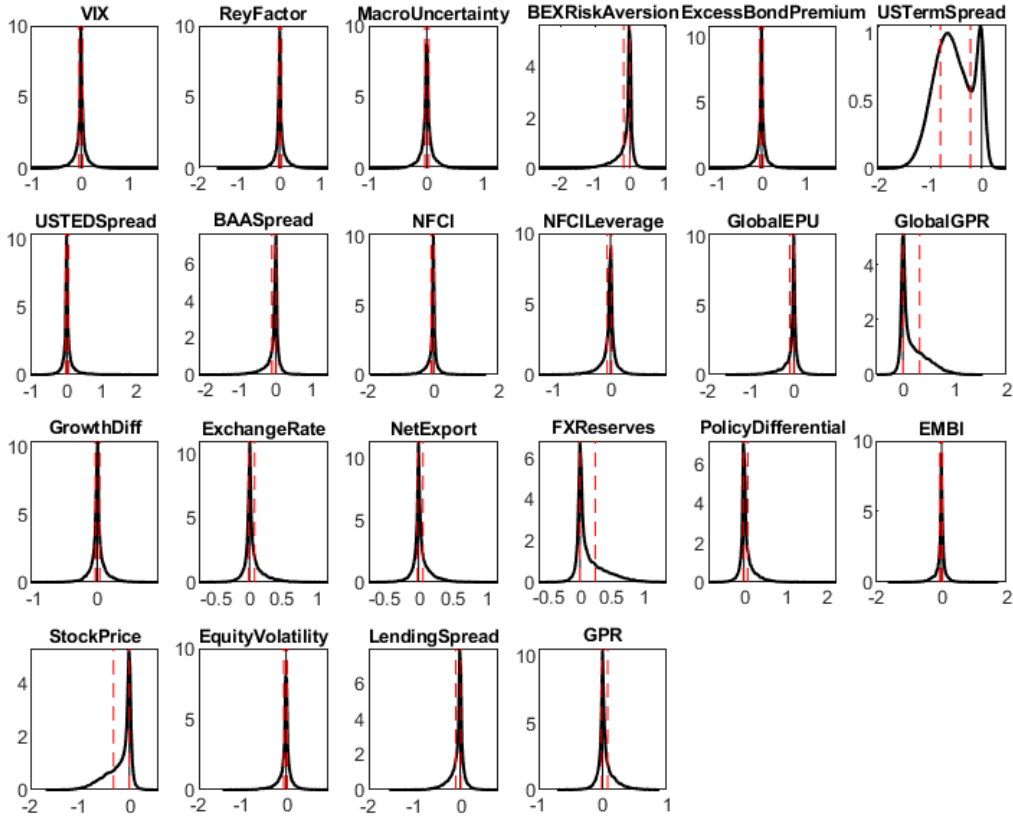 VIX ReyFactor MacroUncertainty BEXRiskAversion ExcessBondPremium USTermSpread
10 10 10 4 10 1
5 5 5 2 5 0.5
0 0 0 0 0 0
-1 0 1 -2 -1 0 1 -1 0 1 -2 -1 0 1 -1 0 1 -2 -1 0
USTEDSpread BAASpread NFCI NFCILeverage GlobalEPU GlobalGPR
10 6 10 10 10 4
5 4 5 5 5 2
2
0 0 0 0 0 0
0 1 2 -2 -1 0 1 -2 0 2 -1 0 -2 -1 0 1 0 1 2
GrowthDiff ExchangeRate NetExport FXReserves PolicyDifferential EMBI
10 10 10 6 6 10
5 5 5 4 4 5
2 2
0 0 0 0 0 0
-1 0 -0.5 0 0.5 1 -0.5 0 0.5 1 -0.5 0 0.5 1 0 1 2 -2 0 2
StockPrice EquityVolatility LendingSpread GPR
4 10 6 10
2 5 4 5
2
0 0 0 0
-2 -1 0 -2 -1 0 -2 -1 0 -1 0 1